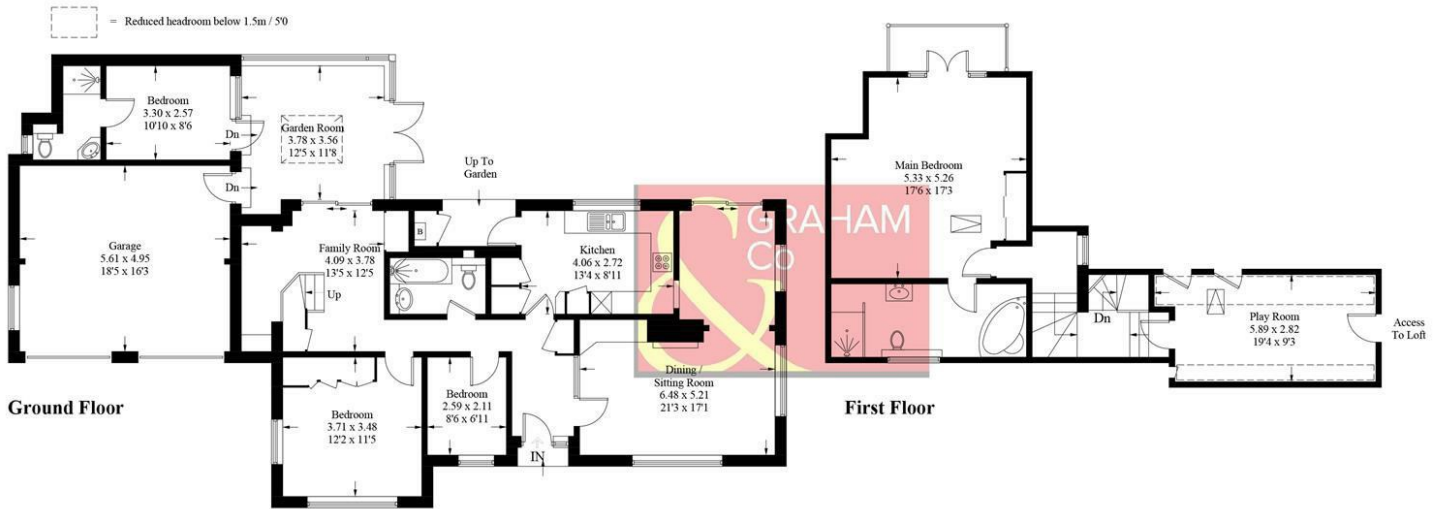 = Reduced headroom below 1.5m / 5'0
Bedroom
3.30 x 2.57
10'10 x 8'6
Dn
Garden Room
3.78 x 3.56
12'5 x 11'8
Dn
Up To
Garden
Garage
5.61 x 4.95
18'5 x 16'3
Family Room
4.09 x 3.78
13'5 x 12'5
Up
B
Kitchen
4.06 x 2.72
13'4 x 8'11
Dining /
Sitting Room
6.48 x 5.21
21'3 x 17'1
Bedroom
3.71 x 3.48
12'2 x 11'5
Bedroom
2.59 x 2.11
8'6 x 6'11
IN
Ground Floor
& GRAHAM
Co
Main Bedroom
5.33 x 5.26
17'6 x 17'3
Dn
Play Room
5.89 x 2.82
19'4 x 9'3
Access
To Loft
First Floor